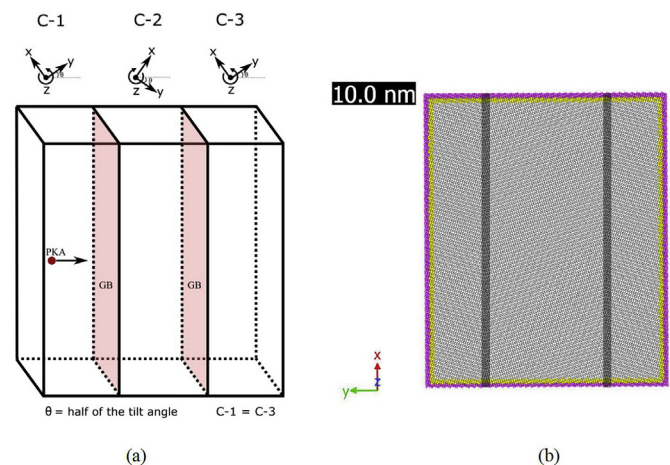 C-1 C-2 C-3
x y θ z
x θ z y
x y θ z
10.0 nm
PKA
GB GB
x
z
y
θ = half of the tilt angle C-1 = C-3
(a) (b)